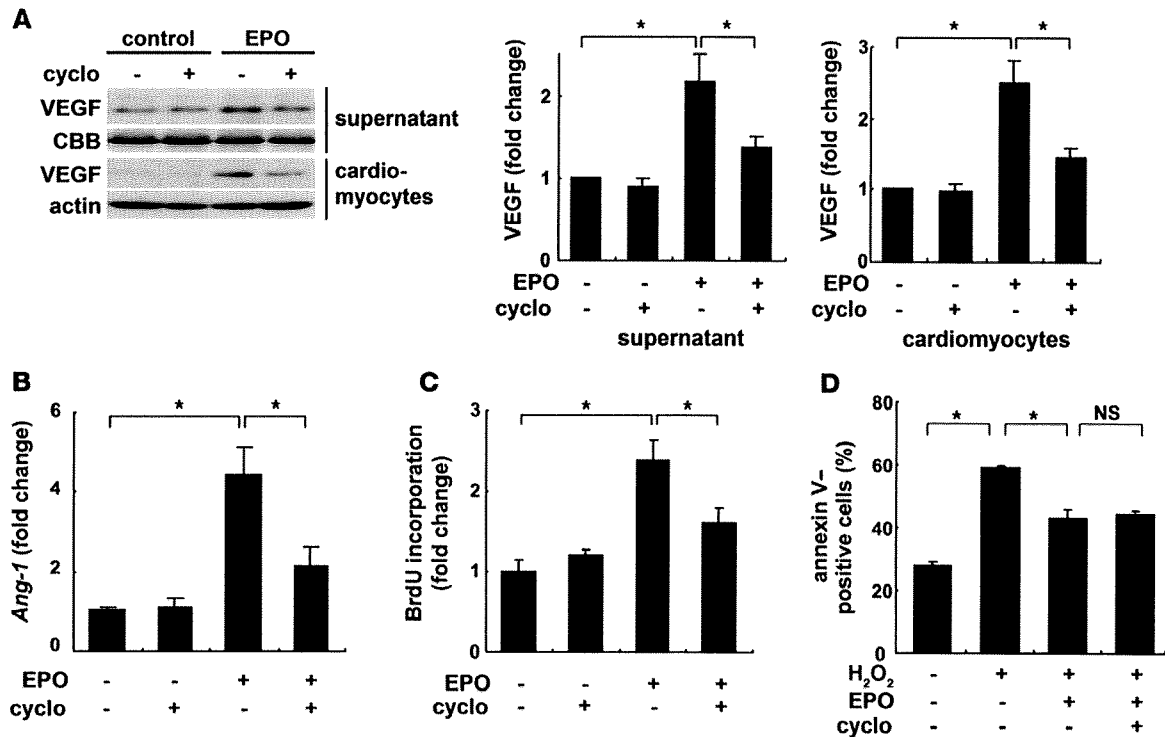 A
control EPO
cyclo - + - +
VEGF
CBB
supernatant
VEGF
actin
cardio-
myocytes
VEGF (fold change)
2
1
0
* *
EPO - - + +
cyclo - + - +
supernatant
VEGF (fold change)
3
2
1
0
* *
EPO - - + +
cyclo - + - +
cardiomyocytes
B
Ang-1 (fold change)
6
4
2
0
* *
EPO - - + +
cyclo - + - +
C
BrdU incorporation
(fold change)
3
2
1
0
* *
EPO - - + +
cyclo - + - +
D
annexin V–
positive cells (%)
80
60
40
20
0
* * NS
H₂O₂ - + + +
EPO - - + +
cyclo - - - +